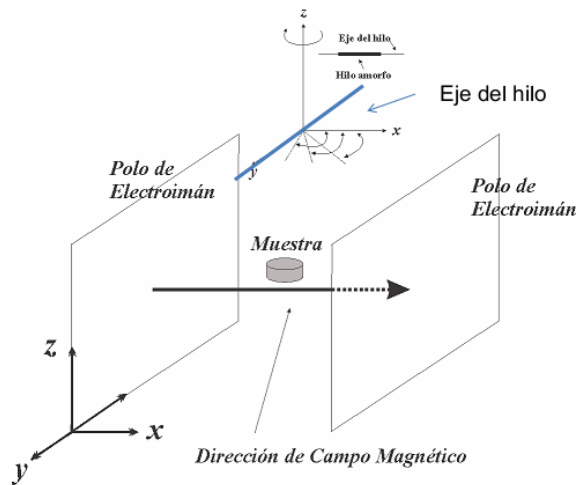 z
Eje del hilo
Hilo amorfo
Eje del hilo
x
y
Polo de
Electroimán
Polo de
Electroimán
Muestra
z
x
y
Dirección de Campo Magnético